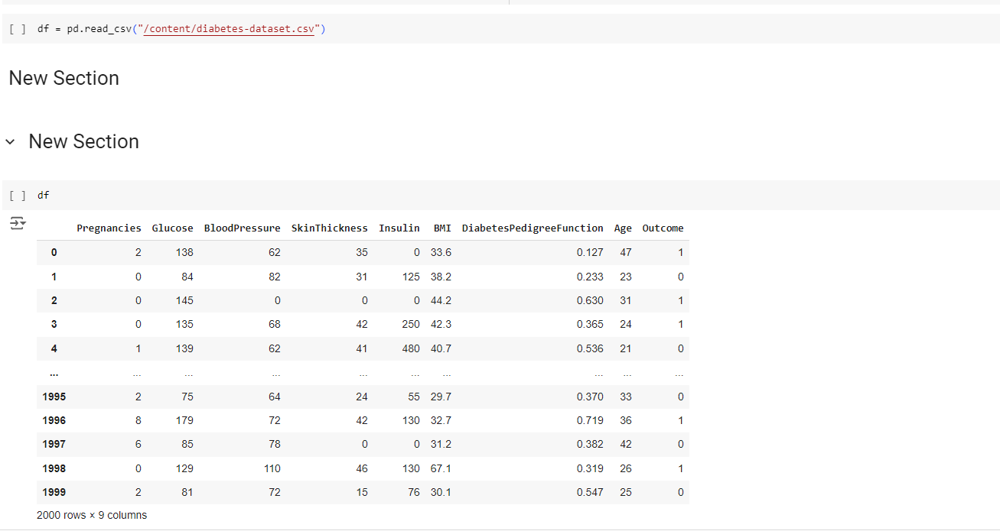 [ ] df = pd.read_csv("/content/diabetes-dataset.csv")
New Section
New Section
[ ] df
Pregnancies Glucose BloodPressure SkinThickness Insulin BMI DiabetesPedigreeFunction Age Outcome
0 2 138 62 35 0 33.6 0.127 47 1
1 0 84 82 31 125 38.2 0.233 23 0
2 0 145 0 0 0 44.2 0.630 31 1
3 0 135 68 42 250 42.3 0.365 24 1
4 1 139 62 41 480 40.7 0.536 21 0
... ... ... ... ... ... ... ... ... ...
1995 2 75 64 24 55 29.7 0.370 33 0
1996 8 179 72 42 130 32.7 0.719 36 1
1997 6 85 78 0 0 31.2 0.382 42 0
1998 0 129 110 46 130 67.1 0.319 26 1
1999 2 81 72 15 76 30.1 0.547 25 0
2000 rows × 9 columns